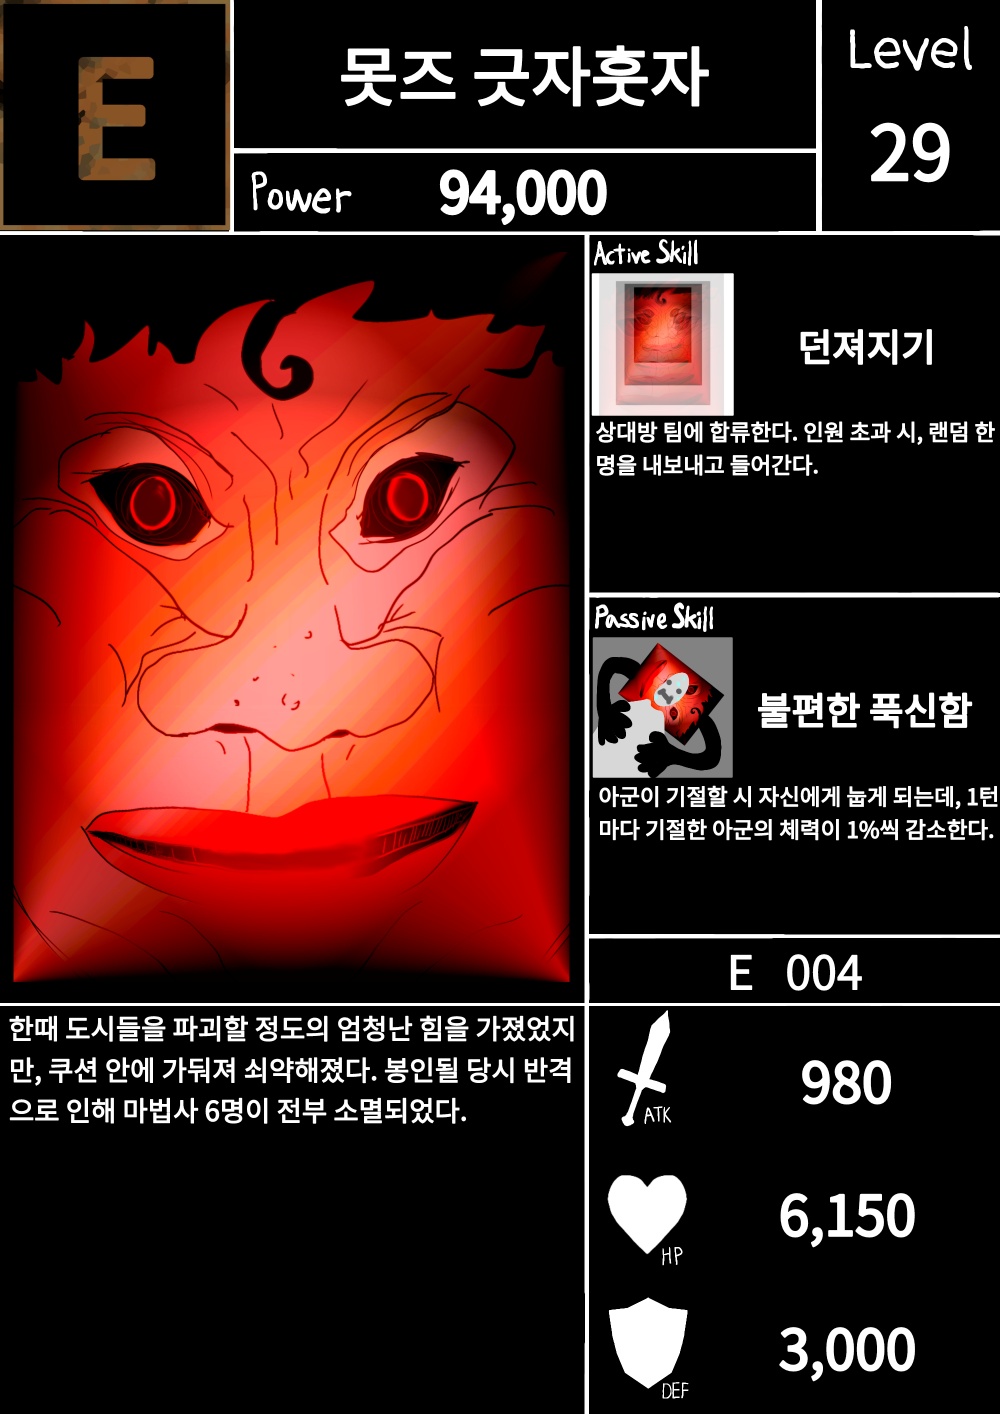 E
못즈 긋자훗자
Level
29
Power 94,000
Active Skill
던져지기
상대방 팀에 합류한다. 인원 초과 시, 랜덤 한
명을 내보내고 들어간다.
Passive Skill
불편한 푹신함
아군이 기절할 시 자신에게 눕게 되는데, 1턴
마다 기절한 아군의 체력이 1%씩 감소한다.
E 004
한때 도시들을 파괴할 정도의 엄청난 힘을 가졌었지
만, 쿠션 안에 가둬져 쇠약해졌다. 봉인될 당시 반격
으로 인해 마법사 6명이 전부 소멸되었다.
ATK 980
HP 6,150
DEF 3,000